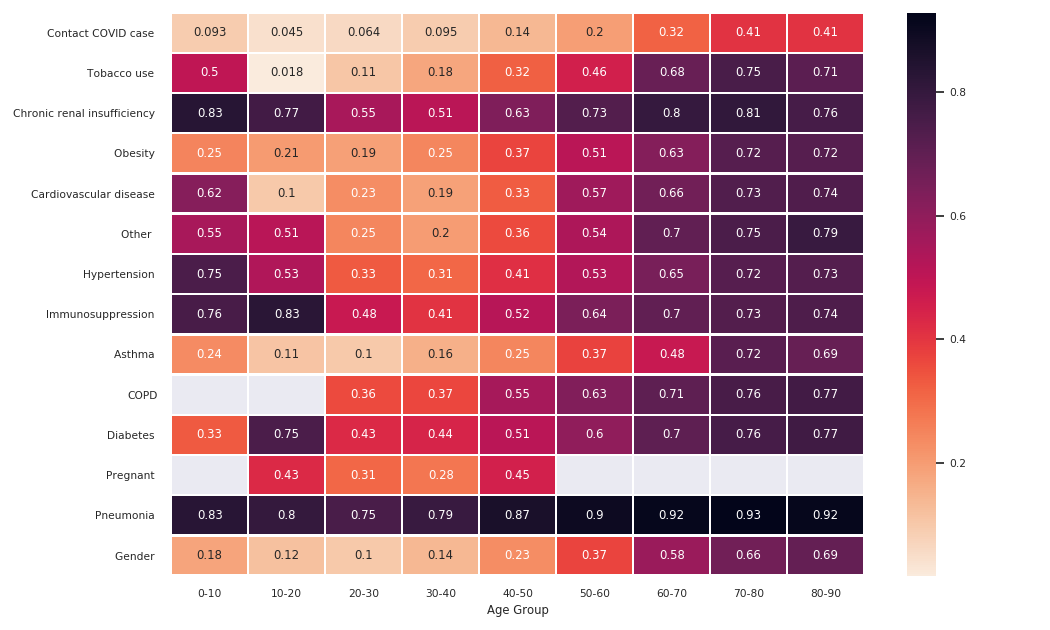 Contact COVID case 0.093 0.045 0.064 0.095 0.14 0.2 0.32 0.41 0.41
Tobacco use 0.5 0.018 0.11 0.18 0.32 0.46 0.68 0.75 0.71
0.8
Chronic renal insufficiency 0.83 0.77 0.55 0.51 0.63 0.73 0.8 0.81 0.76
Obesity 0.25 0.21 0.19 0.25 0.37 0.51 0.63 0.72 0.72
Cardiovascular disease 0.62 0.1 0.23 0.19 0.33 0.57 0.66 0.73 0.74
0.6
Other 0.55 0.51 0.25 0.2 0.36 0.54 0.7 0.75 0.79
Hypertension 0.75 0.53 0.33 0.31 0.41 0.53 0.65 0.72 0.73
Immunosuppression 0.76 0.83 0.48 0.41 0.52 0.64 0.7 0.73 0.74
0.4
Asthma 0.24 0.11 0.1 0.16 0.25 0.37 0.48 0.72 0.69
COPD 0.36 0.37 0.55 0.63 0.71 0.76 0.77
Diabetes 0.33 0.75 0.43 0.44 0.51 0.6 0.7 0.76 0.77
0.2
Pregnant 0.43 0.31 0.28 0.45
Pneumonia 0.83 0.8 0.75 0.79 0.87 0.9 0.92 0.93 0.92
Gender 0.18 0.12 0.1 0.14 0.23 0.37 0.58 0.66 0.69
0-10 10-20 20-30 30-40 40-50 50-60 60-70 70-80 80-90
Age Group